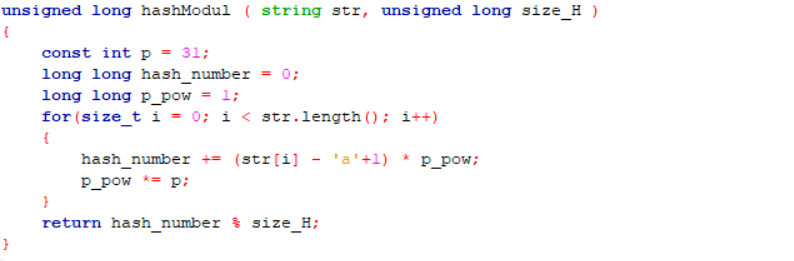 unsigned long hashModul ( string str, unsigned long size_H )
{
    const int p = 31;
    long long hash_number = 0;
    long long p_pow = 1;
    for(size_t i = 0; i < str.length(); i++)
    {
        hash_number += (str[i] - 'a'+1) * p_pow;
        p_pow *= p;
    }
    return hash_number % size_H;
}